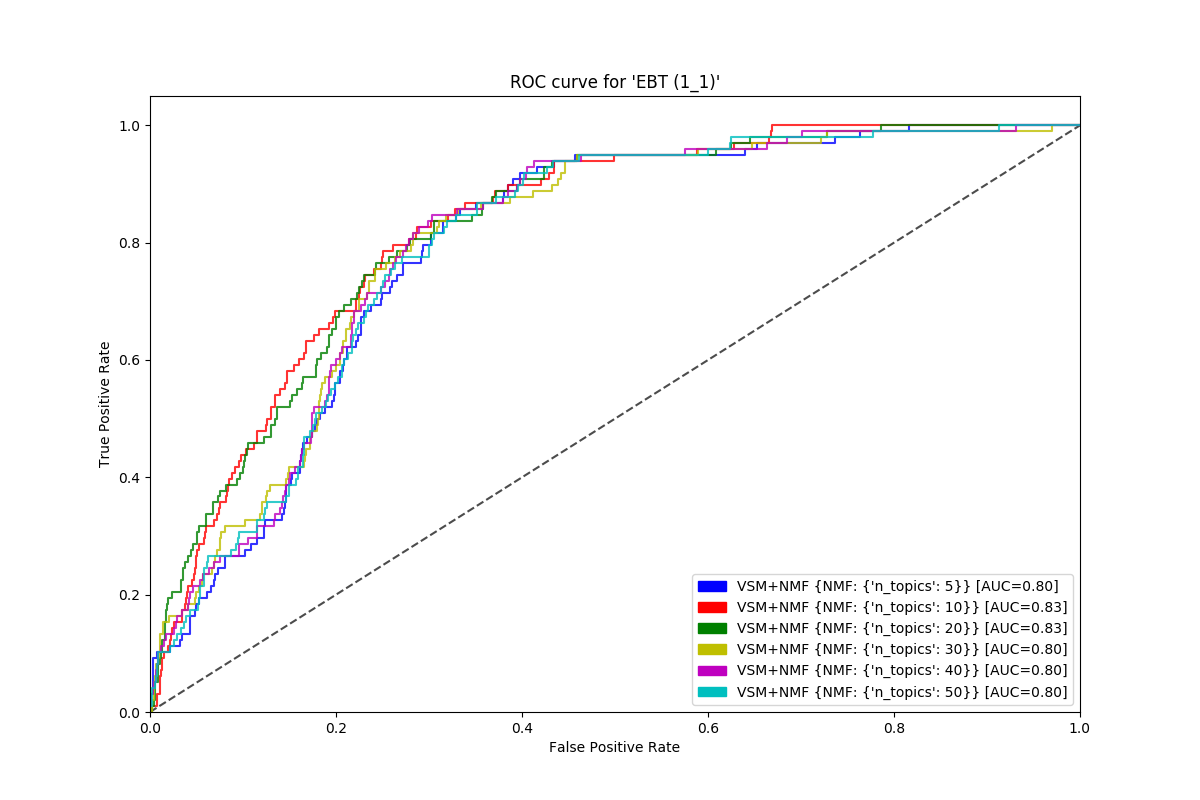 ROC curve for 'EBT (1_1)'
True Positive Rate
1.0
0.8
0.6
0.4
0.2
0.0
0.0 0.2 0.4 0.6 0.8 1.0
False Positive Rate
VSM+NMF {NMF: {'n_topics': 5}} [AUC=0.80]
VSM+NMF {NMF: {'n_topics': 10}} [AUC=0.83]
VSM+NMF {NMF: {'n_topics': 20}} [AUC=0.83]
VSM+NMF {NMF: {'n_topics': 30}} [AUC=0.80]
VSM+NMF {NMF: {'n_topics': 40}} [AUC=0.80]
VSM+NMF {NMF: {'n_topics': 50}} [AUC=0.80]